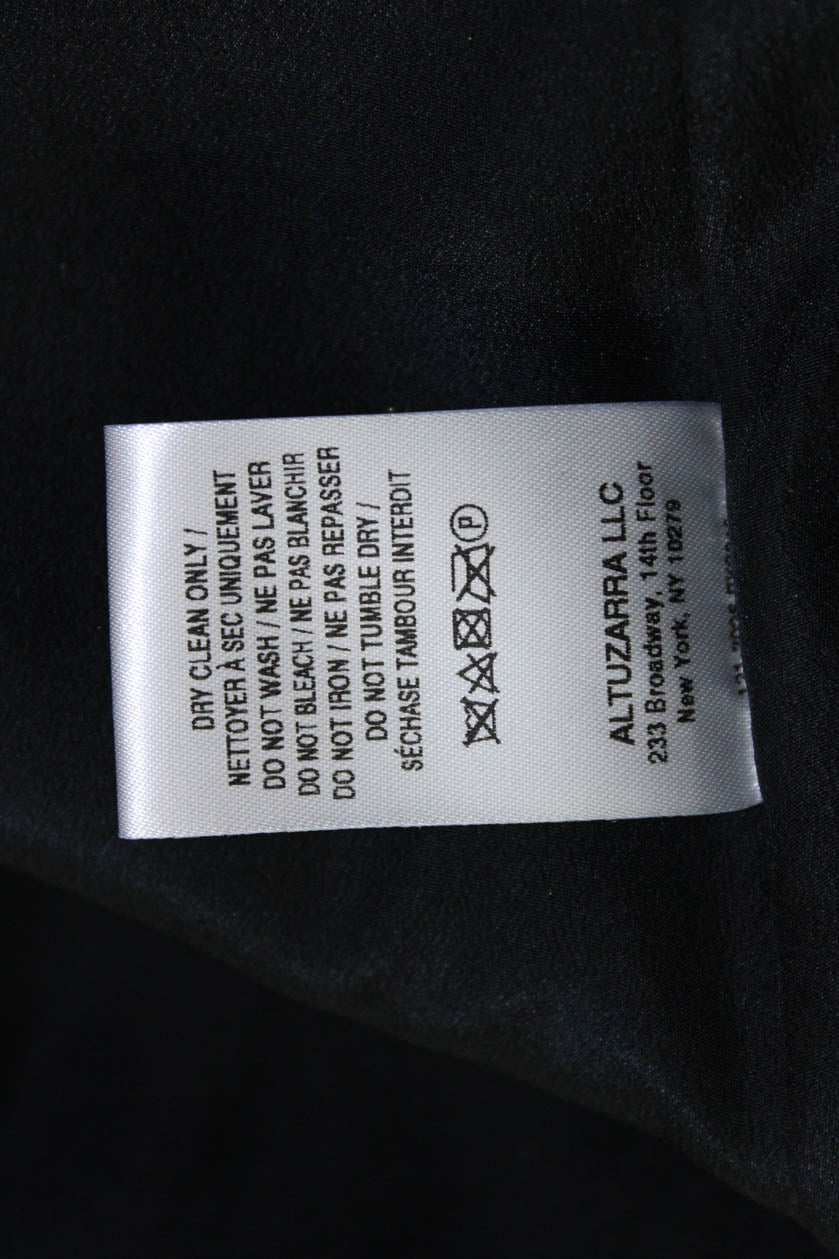 DRY CLEAN ONLY /
NETTOYER À SEC UNIQUEMENT
DO NOT WASH / NE PAS LAVER
DO NOT BLEACH / NE PAS BLANCHIR
DO NOT IRON / NE PAS REPASSER
DO NOT TUMBLE DRY /
SÉCHASE TAMBOUR INTERDIT
P
ALTUZARRA LLC
233 Broadway, 14th Floor
New York, NY 10279